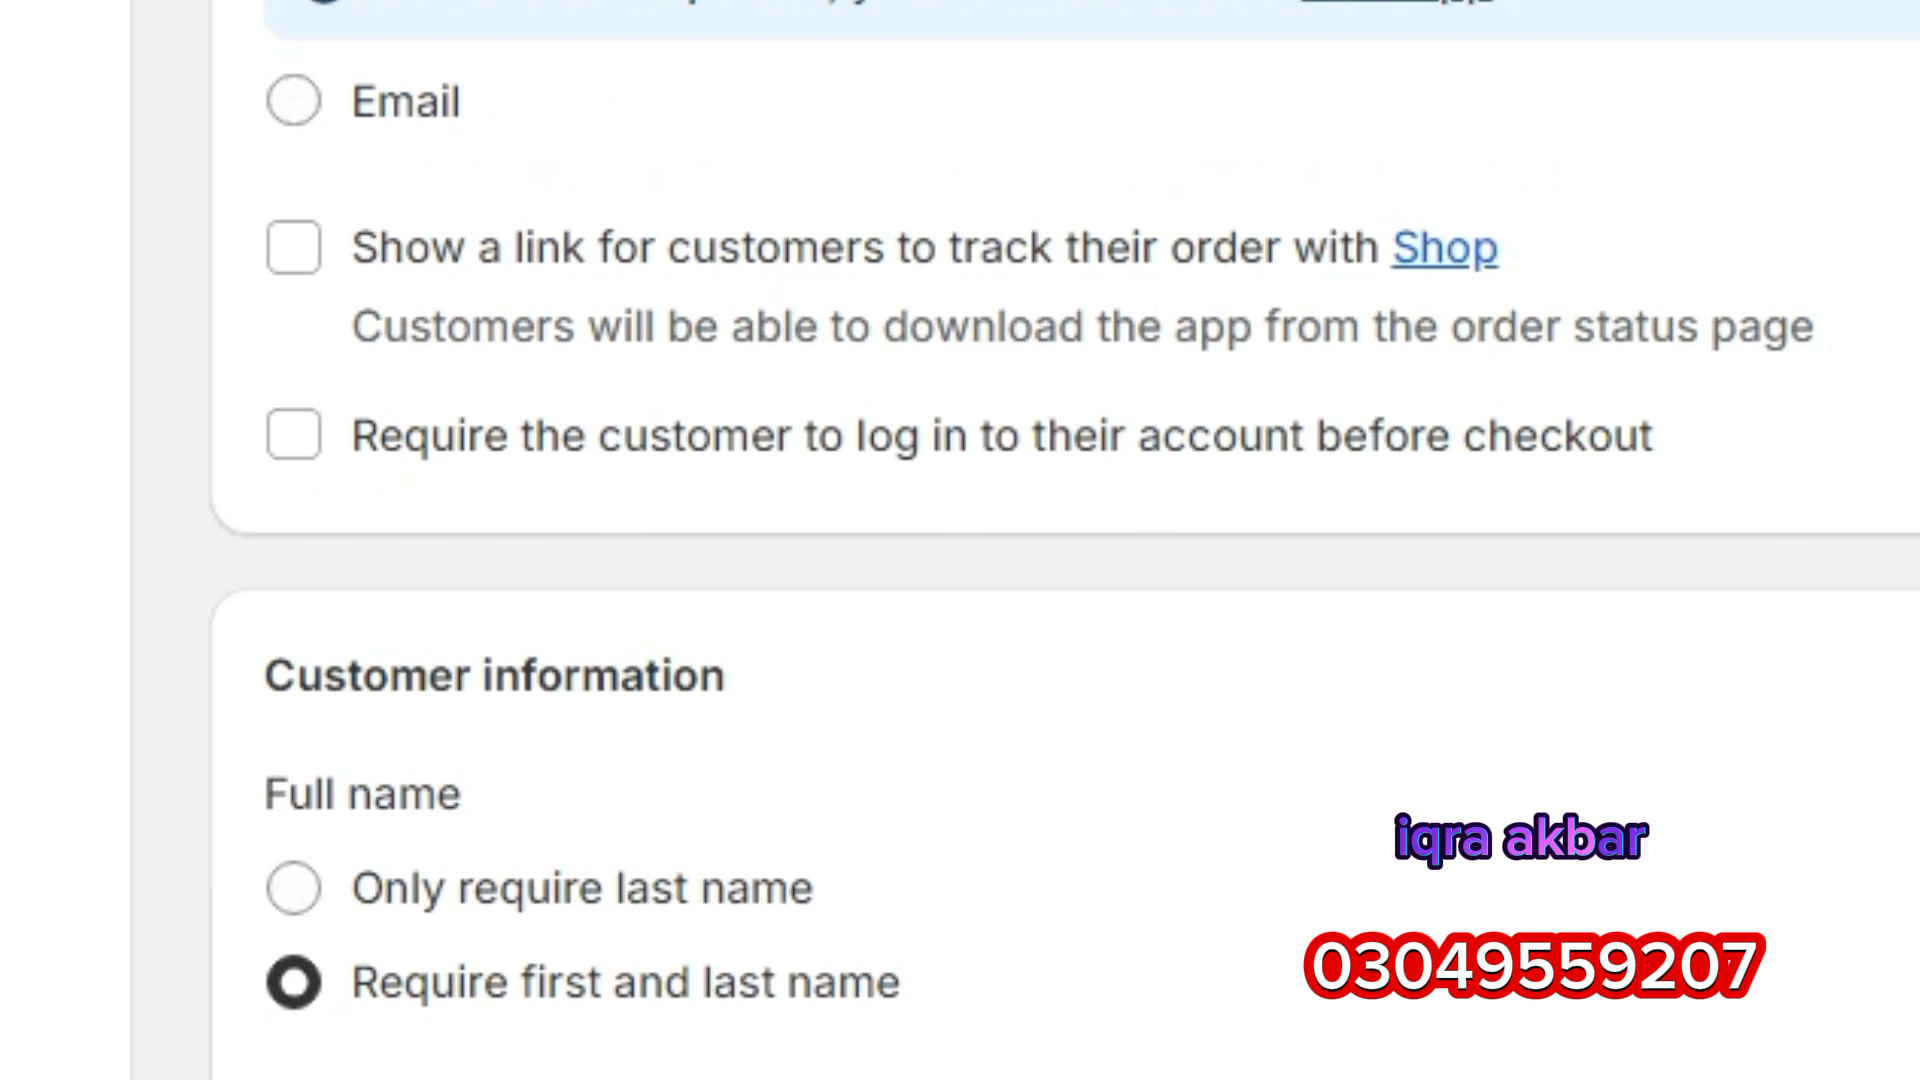 Email
Show a link for customers to track their order with Shop
Customers will be able to download the app from the order status page
Require the customer to log in to their account before checkout
Customer information
Full name
Only require last name
Require first and last name
iqra akbar
03049559207